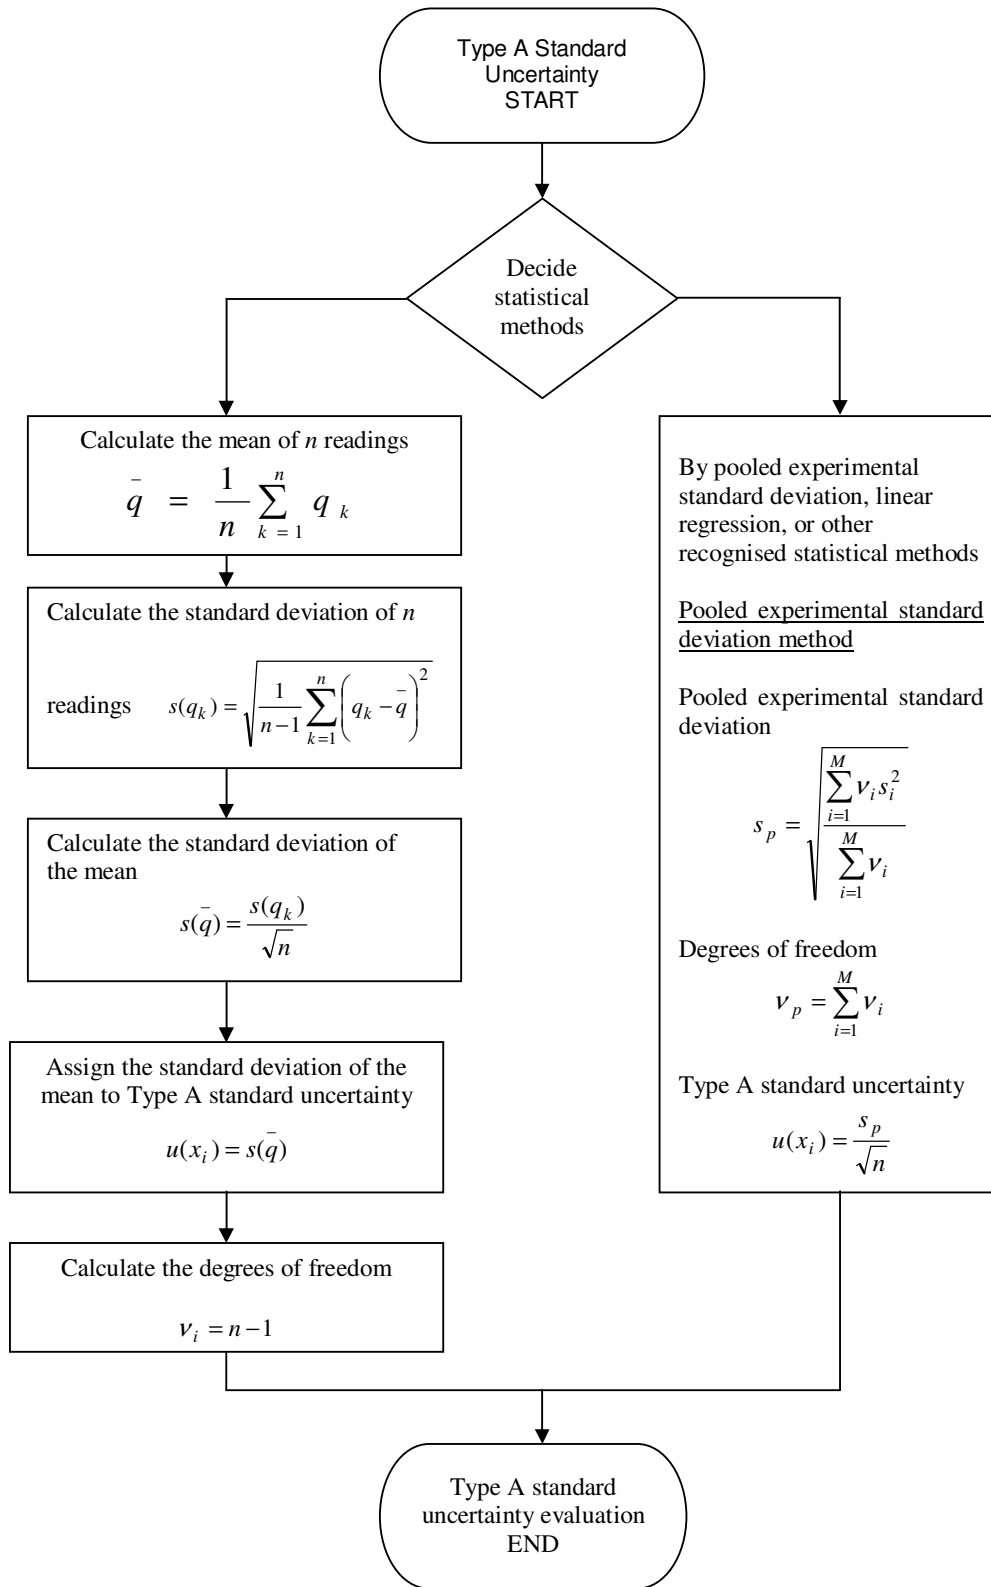 Type A Standard
Uncertainty
START
Decide
statistical
methods
Calculate the mean of n readings
q̄ = 1/n ∑_{k=1}^{n} q_k
Calculate the standard deviation of n
readings s(q_k) = √(1/(n−1) ∑_{k=1}^{n} (q_k − q̄)²)
Calculate the standard deviation of
the mean
s(q̄) = s(q_k)/√n
Assign the standard deviation of the
mean to Type A standard uncertainty
u(x_i) = s(q̄)
Calculate the degrees of freedom
ν_i = n−1
By pooled experimental
standard deviation, linear
regression, or other
recognised statistical methods
Pooled experimental standard
deviation method
Pooled experimental standard
deviation
s_p = √(∑_{i=1}^{M} ν_i s_i² / ∑_{i=1}^{M} ν_i)
Degrees of freedom
ν_p = ∑_{i=1}^{M} ν_i
Type A standard uncertainty
u(x_i) = s_p/√n
Type A standard
uncertainty evaluation
END